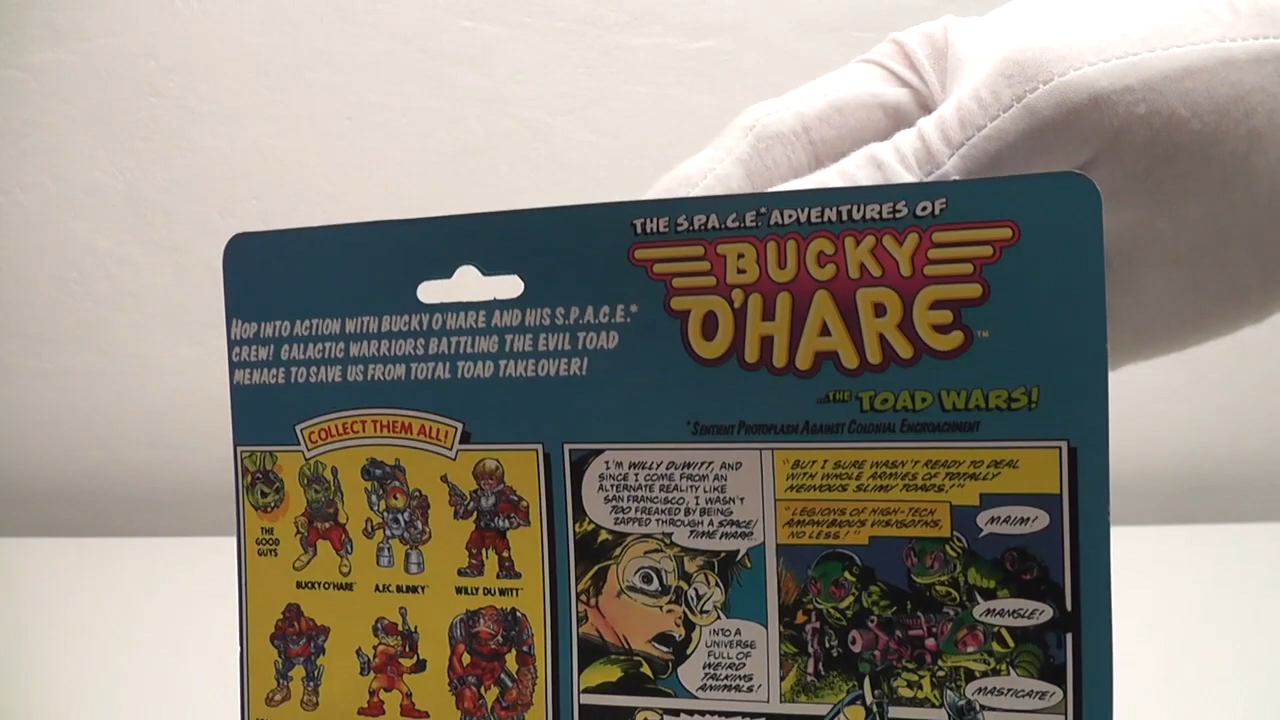 THE S.P.A.C.E.* ADVENTURES OF
BUCKY
O'HARE™
...THE TOAD WARS!
*SENTIENT PROTOPLASM AGAINST COLONIAL ENCROACHMENT
HOP INTO ACTION WITH BUCKY O'HARE AND HIS S.P.A.C.E.*
CREW! GALACTIC WARRIORS BATTLING THE EVIL TOAD
MENACE TO SAVE US FROM TOTAL TOAD TAKEOVER!
COLLECT THEM ALL!
THE
GOOD
GUYS
BUCKY O'HARE™
A.F.C. BLINKY™
WILLY DU WITT™
I'M WILLY DUWITT, AND
SINCE I COME FROM AN
ALTERNATE REALITY LIKE
SAN FRANCISCO, I WASN'T
TOO FREAKED BY BEING
ZAPPED THROUGH A SPACE/
TIME WARP...
INTO A
UNIVERSE
FULL OF
WEIRD
TALKING
ANIMALS!
"BUT I SURE WASN'T READY TO DEAL
WITH WHOLE ARMIES OF TOTALLY
HEINOUS SLIMY TOADS!"
"LEGIONS OF HIGH-TECH
AMPHIBIOUS VISIGOTHS,
NO LESS!"
MAIM!
MANGLE!
MASTICATE!